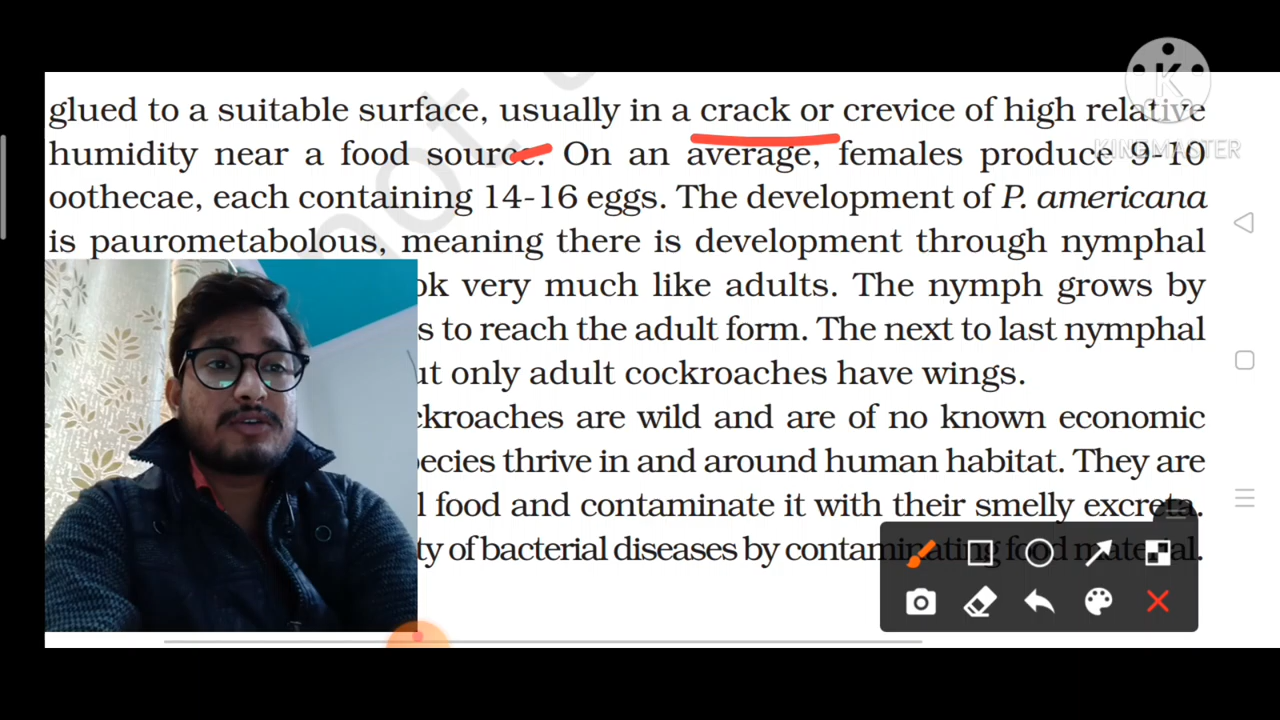 glued to a suitable surface, usually in a crack or crevice of high relative
humidity near a food source. On an average, females produce 9-10
oothecae, each containing 14-16 eggs. The development of P. americana
is paurometabolous, meaning there is development through nymphal
ok very much like adults. The nymph grows by
s to reach the adult form. The next to last nymphal
ut only adult cockroaches have wings.
ckroaches are wild and are of no known economic
pecies thrive in and around human habitat. They are
l food and contaminate it with their smelly excreta.
ty of bacterial diseases by contaminating food material.
K
KINEMASTER
not